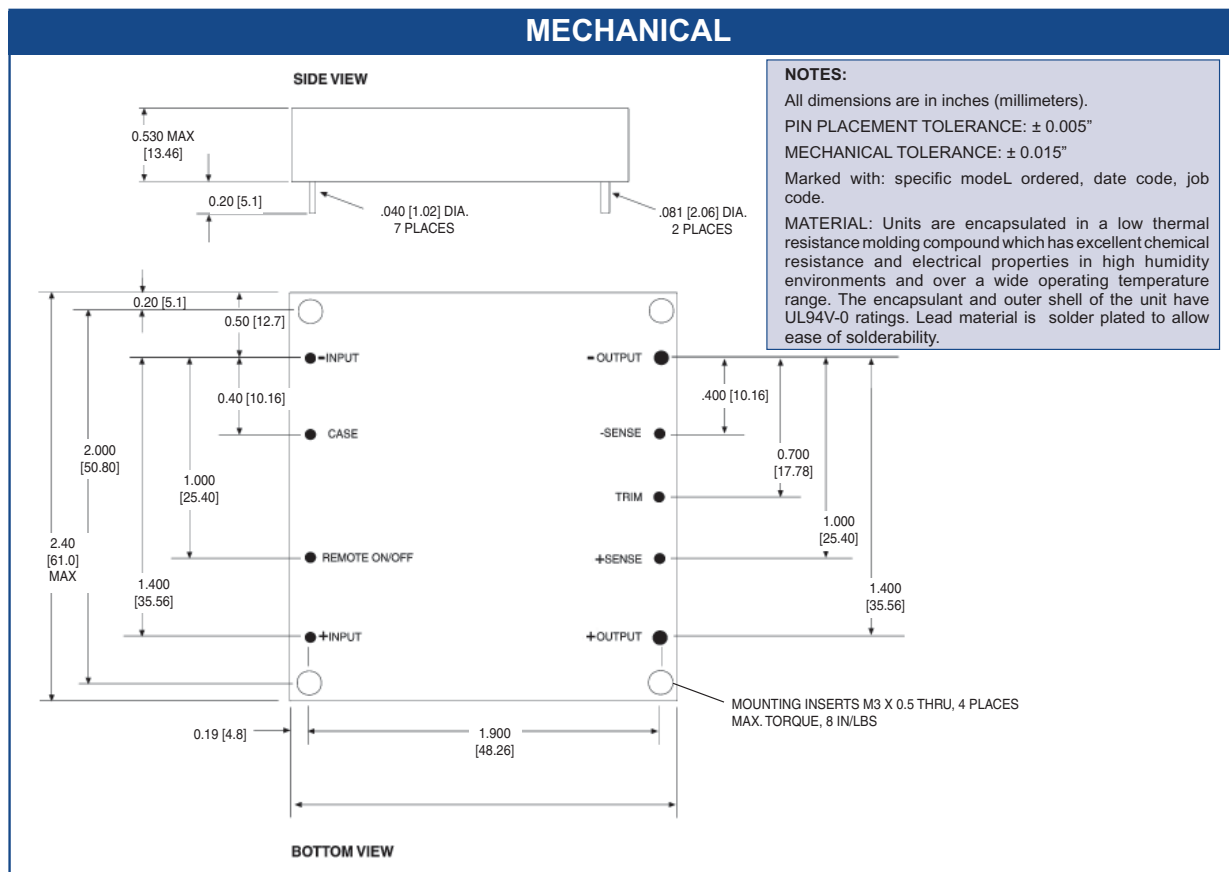 MECHANICAL
SIDE VIEW
0.530 MAX
[13.46]
0.20 [5.1]
.040 [1.02] DIA.
7 PLACES
.081 [2.06] DIA.
2 PLACES
NOTES:
All dimensions are in inches (millimeters).
PIN PLACEMENT TOLERANCE: ± 0.005”
MECHANICAL TOLERANCE: ± 0.015”
Marked with: specific modeL ordered, date code, job
code.
MATERIAL: Units are encapsulated in a low thermal
resistance molding compound which has excellent chemical
resistance and electrical properties in high humidity
environments and over a wide operating temperature
range. The encapsulant and outer shell of the unit have
UL94V-0 ratings. Lead material is solder plated to allow
ease of solderability.
0.20 [5.1]
0.50 [12.7]
-INPUT
-OUTPUT
0.40 [10.16]
.400 [10.16]
CASE
-SENSE
2.000
[50.80]
0.700
[17.78]
1.000
[25.40]
TRIM
1.000
[25.40]
2.40
[61.0]
MAX
REMOTE ON/OFF
+SENSE
1.400
[35.56]
1.400
[35.56]
+INPUT
+OUTPUT
MOUNTING INSERTS M3 X 0.5 THRU, 4 PLACES
MAX. TORQUE, 8 IN/LBS
0.19 [4.8]
1.900
[48.26]
BOTTOM VIEW